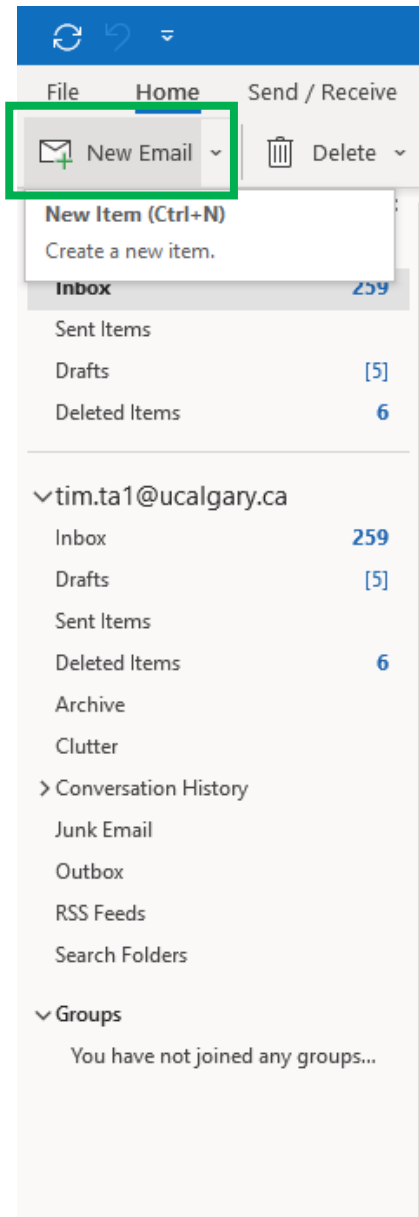 File Home Send / Receive
New Email Delete
New Item (Ctrl+N)
Create a new item.
Inbox 259
Sent Items
Drafts [5]
Deleted Items 6
tim.ta1@ucalgary.ca
Inbox 259
Drafts [5]
Sent Items
Deleted Items 6
Archive
Clutter
Conversation History
Junk Email
Outbox
RSS Feeds
Search Folders
Groups
You have not joined any groups...